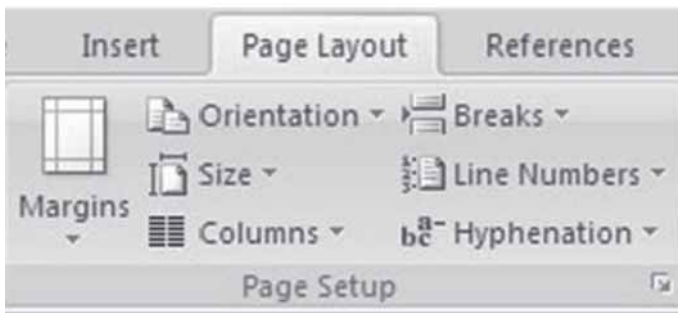 Insert Page Layout References
Orientation Breaks
Size Line Numbers
Margins
Columns Hyphenation
Page Setup